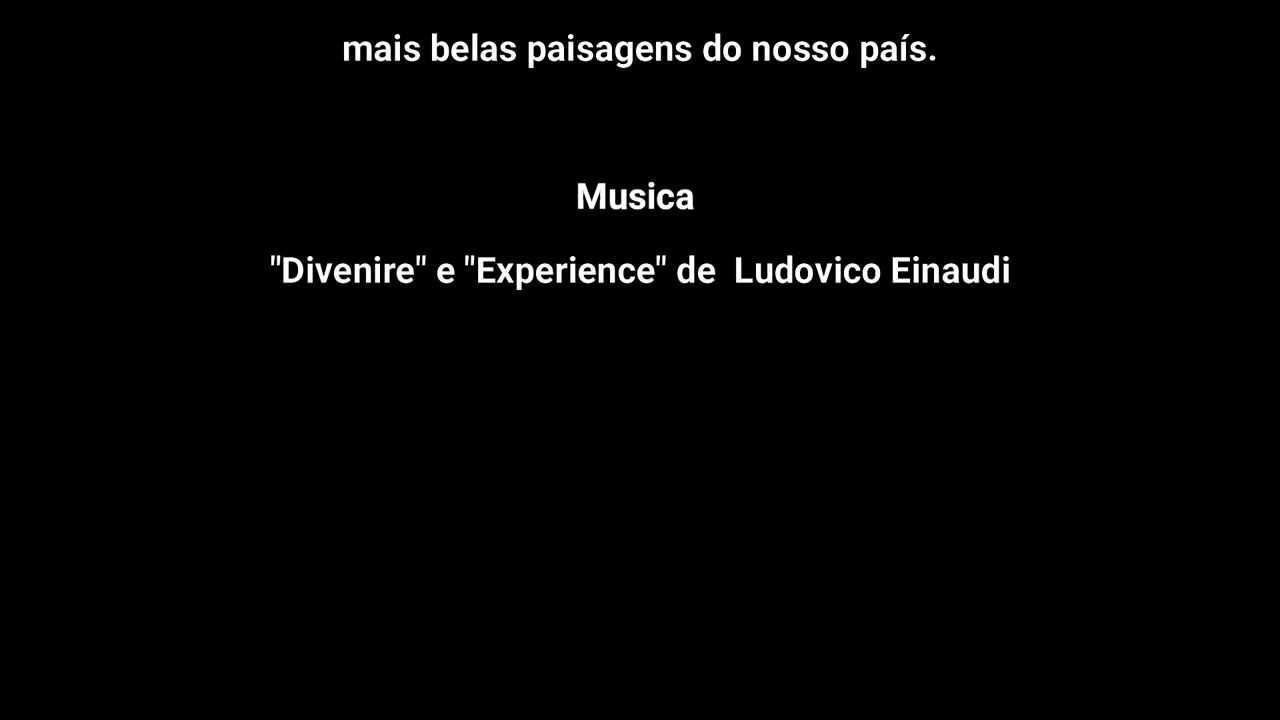 mais belas paisagens do nosso país.
Musica
"Divenire" e "Experience" de  Ludovico Einaudi